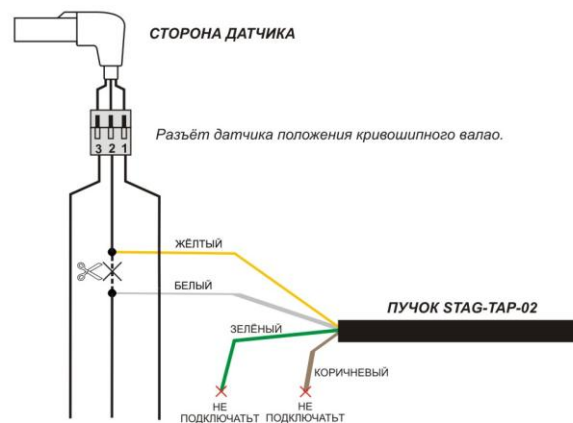 СТОРОНА ДАТЧИКА
3 2 1
Разъёт датчика положения кривошипного валао.
ЖЁЛТЫЙ
БЕЛЫЙ
ПУЧОК STAG-TAP-02
ЗЕЛЁНЫЙ
КОРИЧНЕВЫЙ
НЕ
ПОДКЛЮЧАТЬТ
НЕ
ПОДКЛЮЧАТЬТ